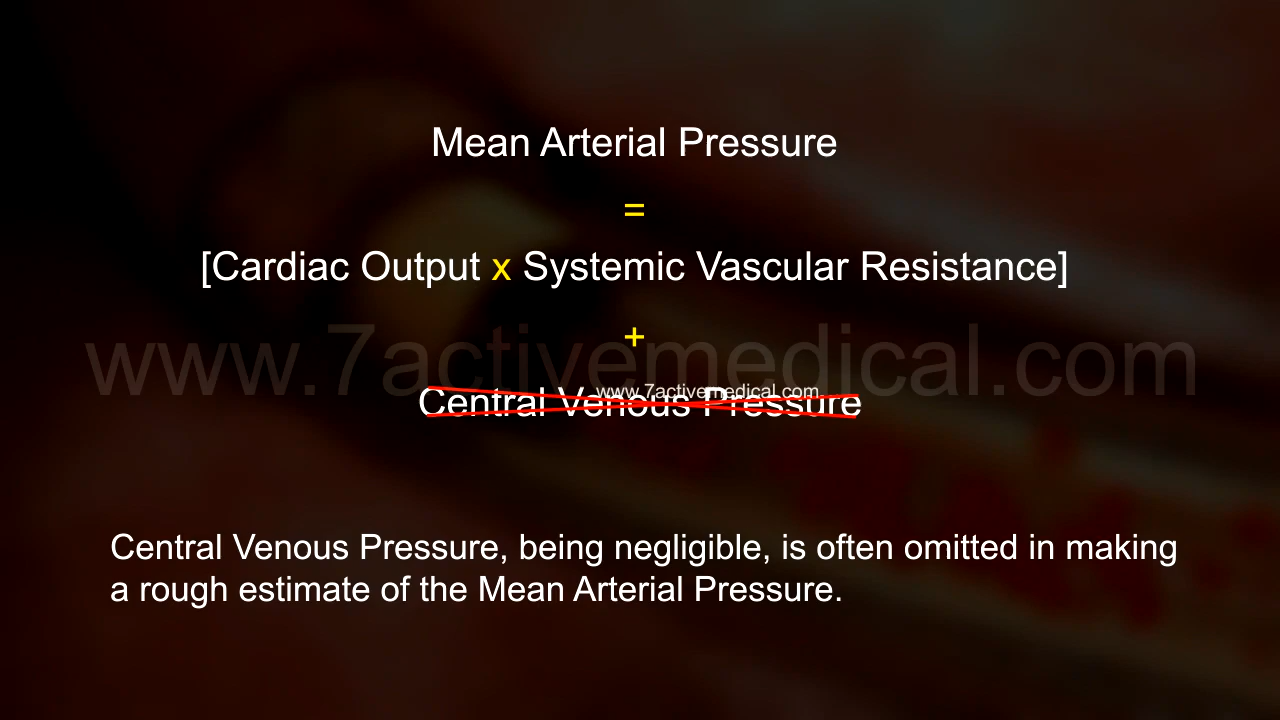 Mean Arterial Pressure
=
[Cardiac Output x Systemic Vascular Resistance]
+
www.7activemedical.com
www.7activemedical.com
Central Venous Pressure
Central Venous Pressure, being negligible, is often omitted in making
a rough estimate of the Mean Arterial Pressure.